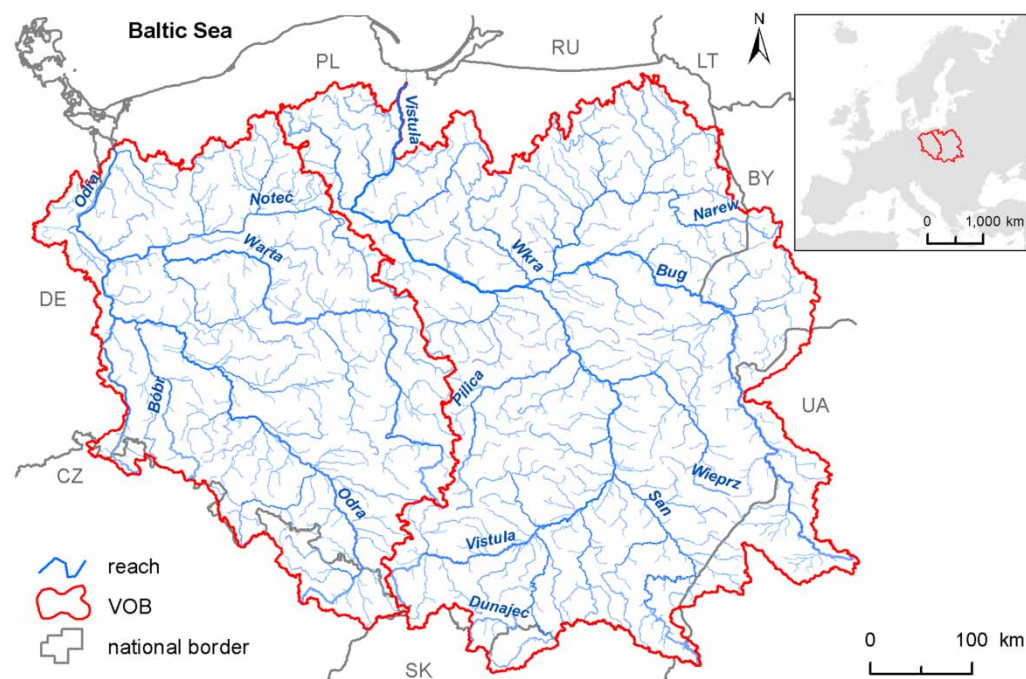 Baltic Sea
PL
RU
LT
N
Vistula
Odra
Noteć
Warta
Narew
BY
Wkra
Bug
DE
Bóbr
Pilica
UA
CZ
Odra
Wieprz
San
Vistula
Dunajec
SK
reach
VOB
national border
0 1,000 km
0 100 km